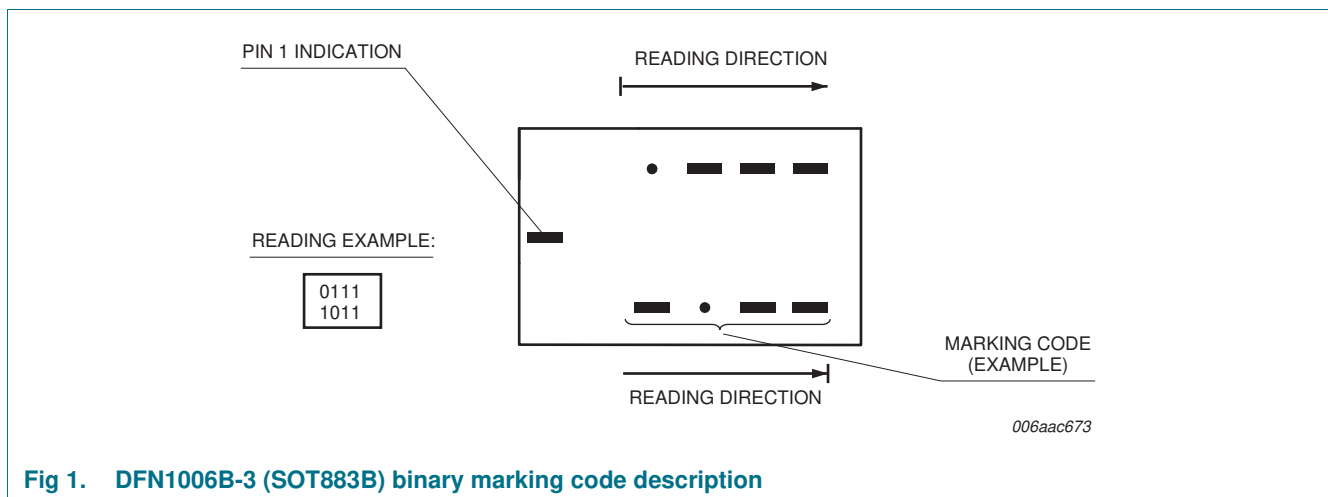 PIN 1 INDICATION
READING DIRECTION
READING EXAMPLE:
0111
1011
MARKING CODE
(EXAMPLE)
READING DIRECTION
006aac673
Fig 1. DFN1006B-3 (SOT883B) binary marking code description